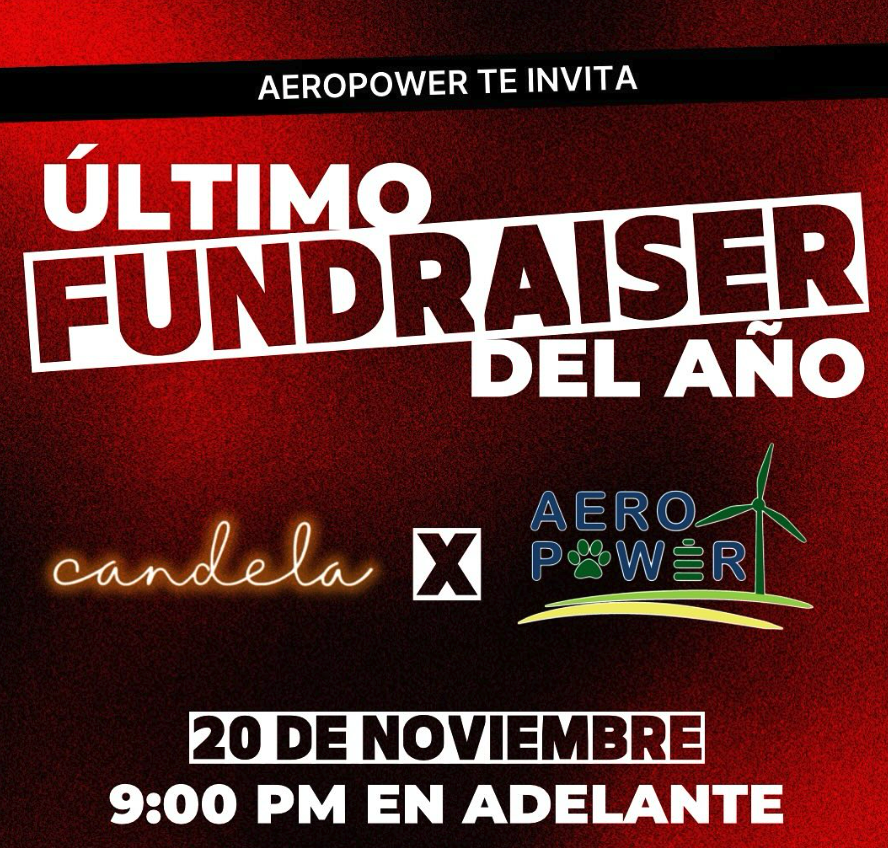 AEROPOWER TE INVITA
ÚLTIMO
FUNDRAISER
DEL AÑO
candela
X
AERO
POWER
20 DE NOVIEMBRE
9:00 PM EN ADELANTE